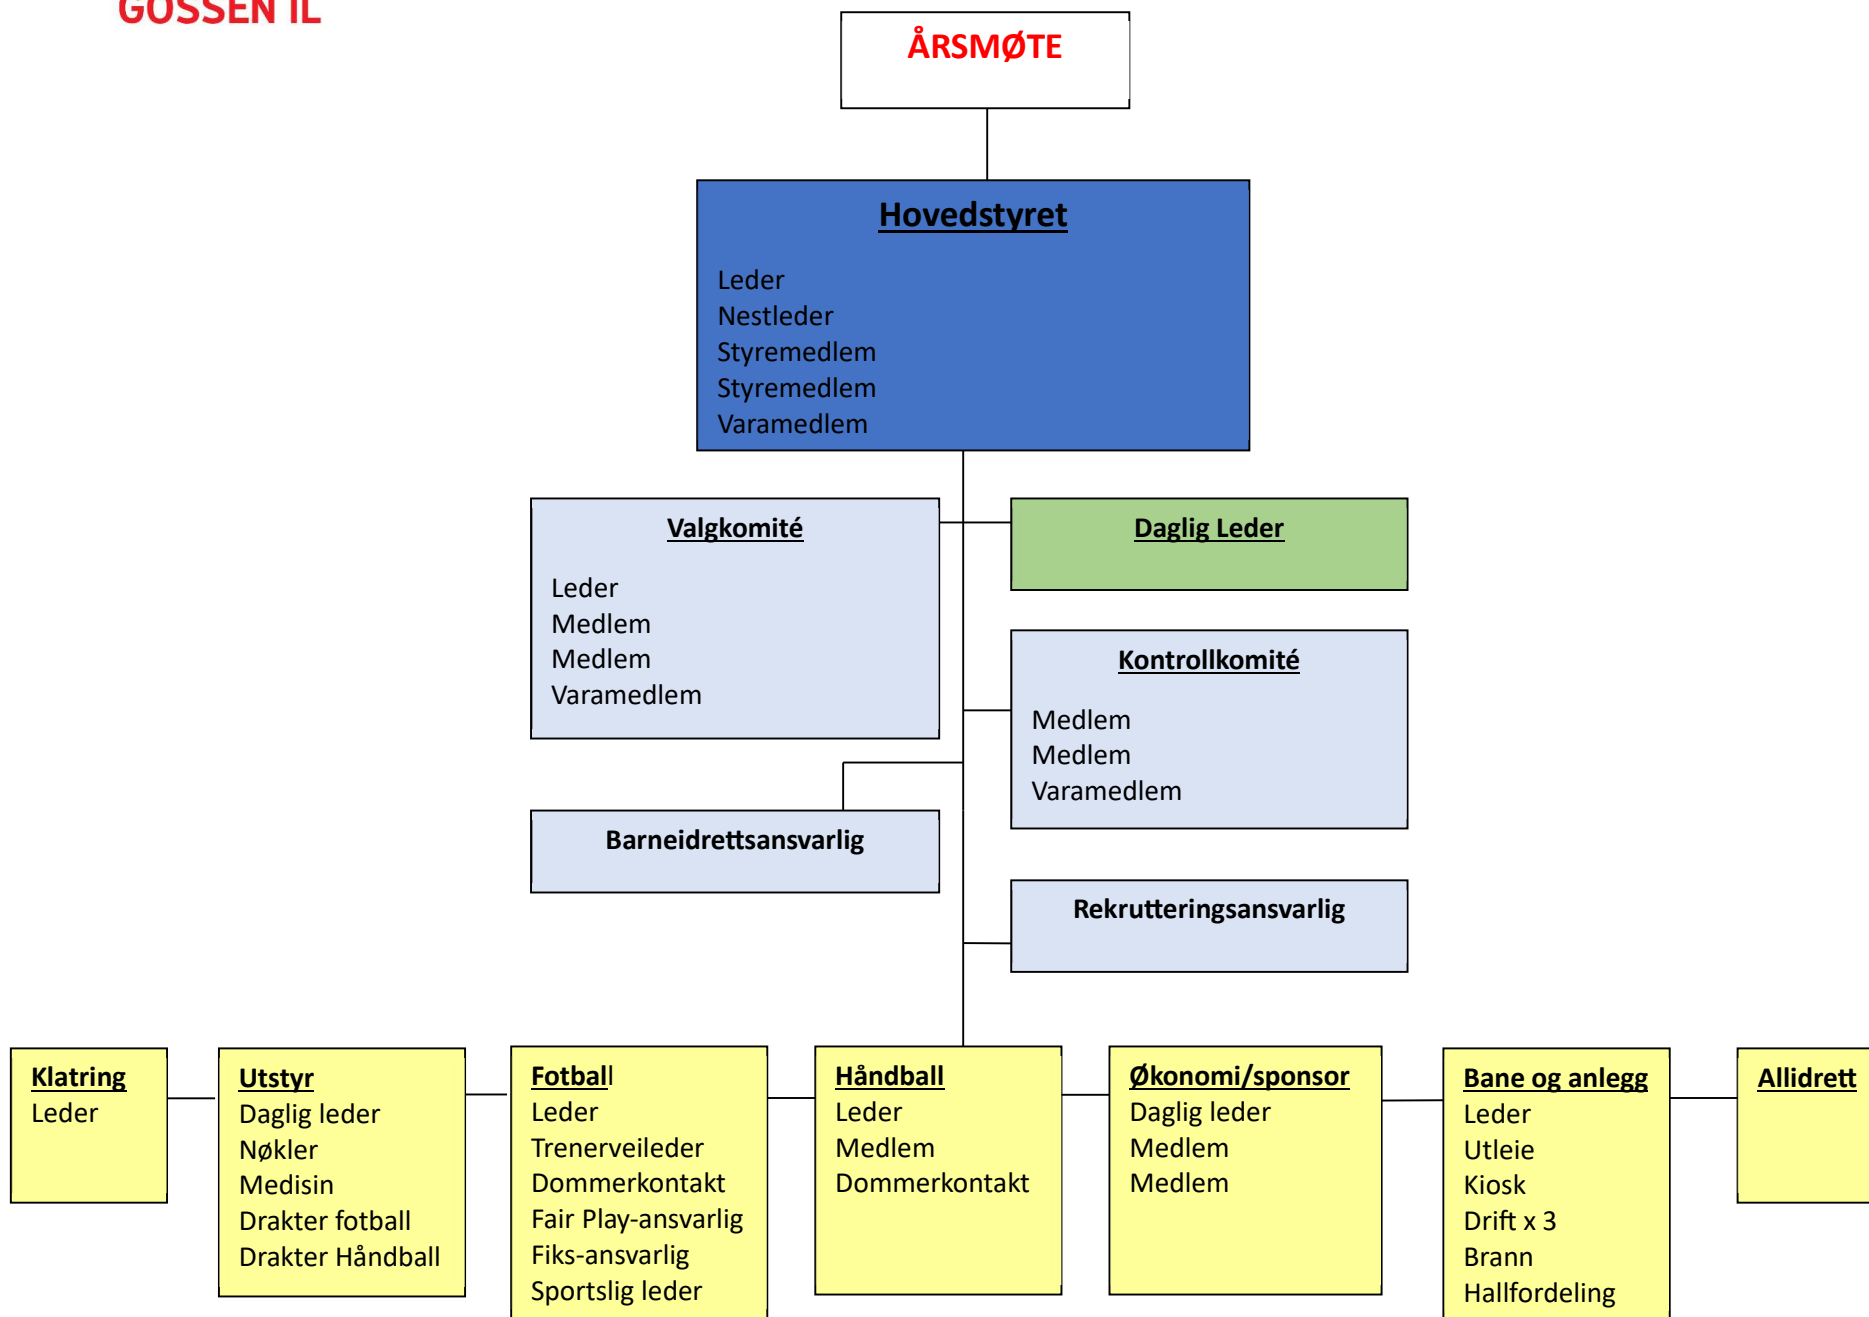 GOSSEN IL
ÅRSMØTE
Hovedstyret
Leder
Nestleder
Styremedlem
Styremedlem
Varamedlem
Valgkomité
Leder
Medlem
Medlem
Varamedlem
Daglig Leder
Kontrollkomité
Medlem
Medlem
Varamedlem
Barneidrettsansvarlig
Rekrutteringsansvarlig
Klatring
Leder
Utstyr
Daglig leder
Nøkler
Medisin
Drakter fotball
Drakter Håndball
Fotball
Leder
Trenerveileder
Dommerkontakt
Fair Play-ansvarlig
Fiks-ansvarlig
Sportslig leder
Håndball
Leder
Medlem
Dommerkontakt
Økonomi/sponsor
Daglig leder
Medlem
Medlem
Bane og anlegg
Leder
Utleie
Kiosk
Drift x 3
Brann
Hallfordeling
Allidrett